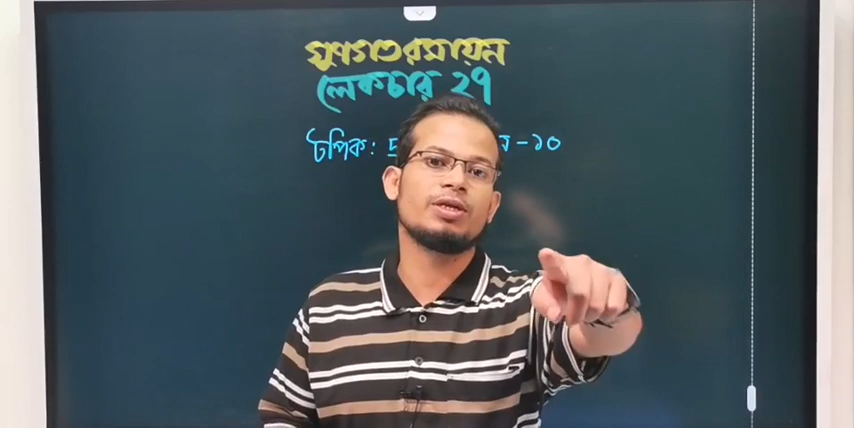 গুণগতরসায়ন
লেকচার ২৭
টপিক: – ১০